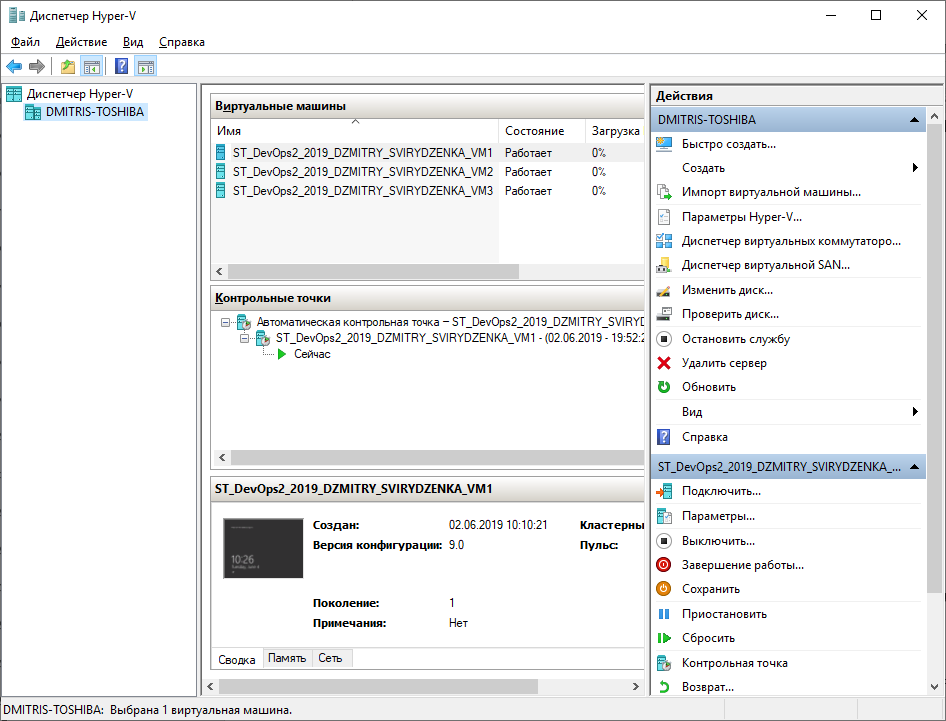 Диспетчер Hyper-V
Файл Действие Вид Справка
Диспетчер Hyper-V
DMITRIS-TOSHIBA
Виртуальные машины
Имя Состояние Загрузка
ST_DevOps2_2019_DZMITRY_SVIRYDZENKA_VM1 Работает 0%
ST_DevOps2_2019_DZMITRY_SVIRYDZENKA_VM2 Работает 0%
ST_DevOps2_2019_DZMITRY_SVIRYDZENKA_VM3 Работает 0%
Контрольные точки
Автоматическая контрольная точка – ST_DevOps2_2019_DZMITRY_SVIRYD
ST_DevOps2_2019_DZMITRY_SVIRYDZENKA_VM1 - (02.06.2019 - 19:52:2
Сейчас
ST_DevOps2_2019_DZMITRY_SVIRYDZENKA_VM1
10:26
Создан: 02.06.2019 10:10:21 Кластерны
Версия конфигурации: 9.0 Пульс:
Поколение: 1
Примечания: Нет
Сводка Память Сеть
Действия
DMITRIS-TOSHIBA
Быстро создать...
Создать
Импорт виртуальной машины...
Параметры Hyper-V...
Диспетчер виртуальных коммутаторо...
Диспетчер виртуальной SAN...
Изменить диск...
Проверить диск...
Остановить службу
Удалить сервер
Обновить
Вид
Справка
ST_DevOps2_2019_DZMITRY_SVIRYDZENKA_...
Подключить...
Параметры...
Выключить...
Завершение работы...
Сохранить
Приостановить
Сбросить
Контрольная точка
Возврат...
DMITRIS-TOSHIBA: Выбрана 1 виртуальная машина.